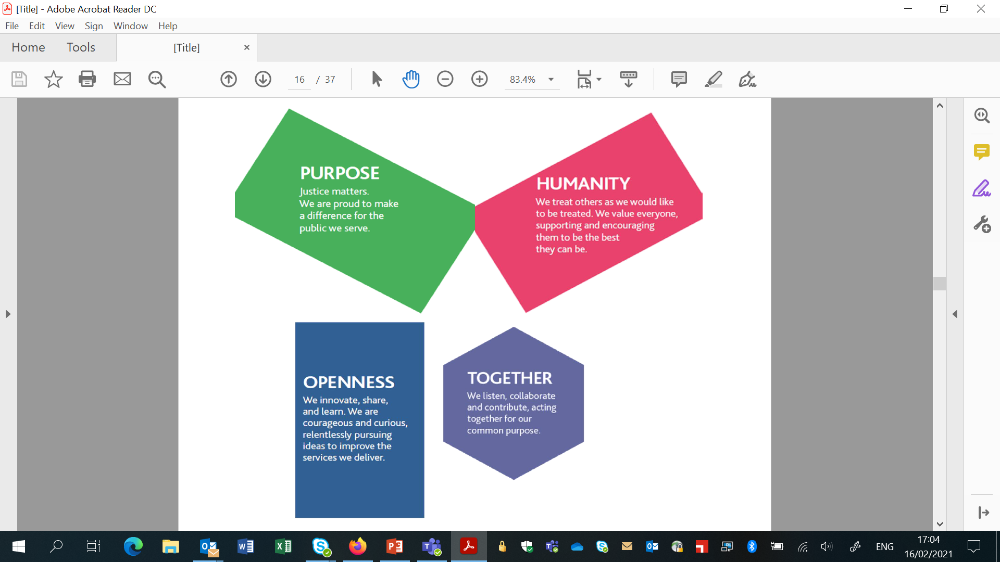 [Title] - Adobe Acrobat Reader DC
File Edit View Sign Window Help
Home Tools [Title]
16 / 37 83.4%
PURPOSE
Justice matters.
We are proud to make
a difference for the
public we serve.
HUMANITY
We treat others as we would like
to be treated. We value everyone,
supporting and encouraging
them to be the best
they can be.
OPENNESS
We innovate, share,
and learn. We are
courageous and curious,
relentlessly pursuing
ideas to improve the
services we deliver.
TOGETHER
We listen, collaborate
and contribute, acting
together for our
common purpose.
ENG
17:04
16/02/2021